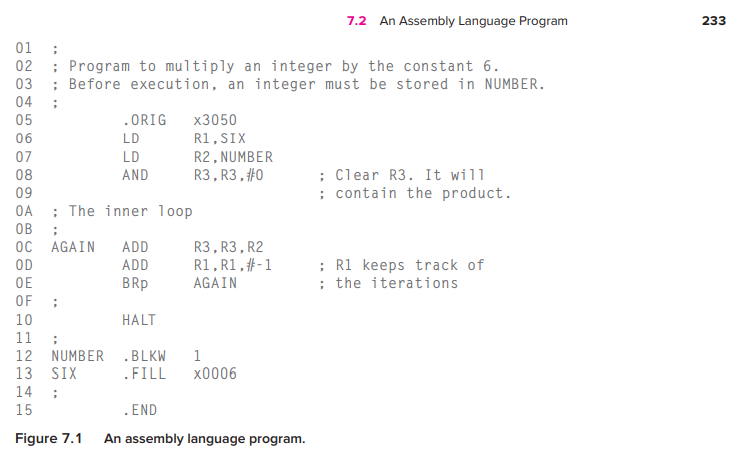 7.2 An Assembly Language Program 233
01 ;
02 ; Program to multiply an integer by the constant 6.
03 ; Before execution, an integer must be stored in NUMBER.
04 ;
05 .ORIG x3050
06 LD R1,SIX
07 LD R2,NUMBER
08 AND R3,R3,#0 ; Clear R3. It will
09 ; contain the product.
0A ; The inner loop
0B ;
0C AGAIN ADD R3,R3,R2
0D ADD R1,R1,#-1 ; R1 keeps track of
0E BRp AGAIN ; the iterations
0F ;
10 HALT
11 ;
12 NUMBER .BLKW 1
13 SIX .FILL x0006
14 ;
15 .END
Figure 7.1 An assembly language program.